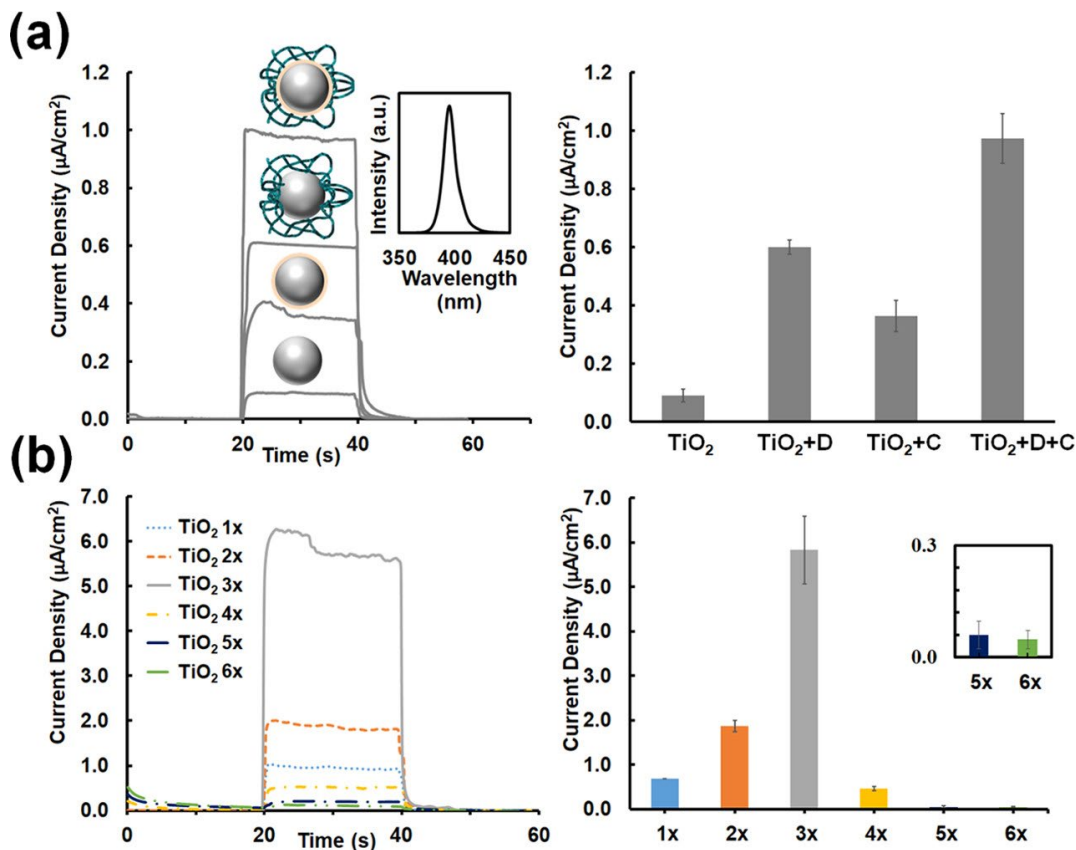 (a)
Current Density (µA/cm²)
1.2
1.0
0.8
0.6
0.4
0.2
0.0
0 20 40 60
Time (s)
Intensity (a.u.)
350 400 450
Wavelength
(nm)
Current Density (µA/cm²)
1.2
1.0
0.8
0.6
0.4
0.2
0.0
TiO₂ TiO₂+D TiO₂+C TiO₂+D+C
(b)
Current Density (µA/cm²)
7.0
6.0
5.0
4.0
3.0
2.0
1.0
0.0
0 20 40 60
Time (s)
TiO₂ 1x
TiO₂ 2x
TiO₂ 3x
TiO₂ 4x
TiO₂ 5x
TiO₂ 6x
Current Density (µA/cm²)
7.0
6.0
5.0
4.0
3.0
2.0
1.0
0.0
1x 2x 3x 4x 5x 6x
0.3
0.0
5x 6x